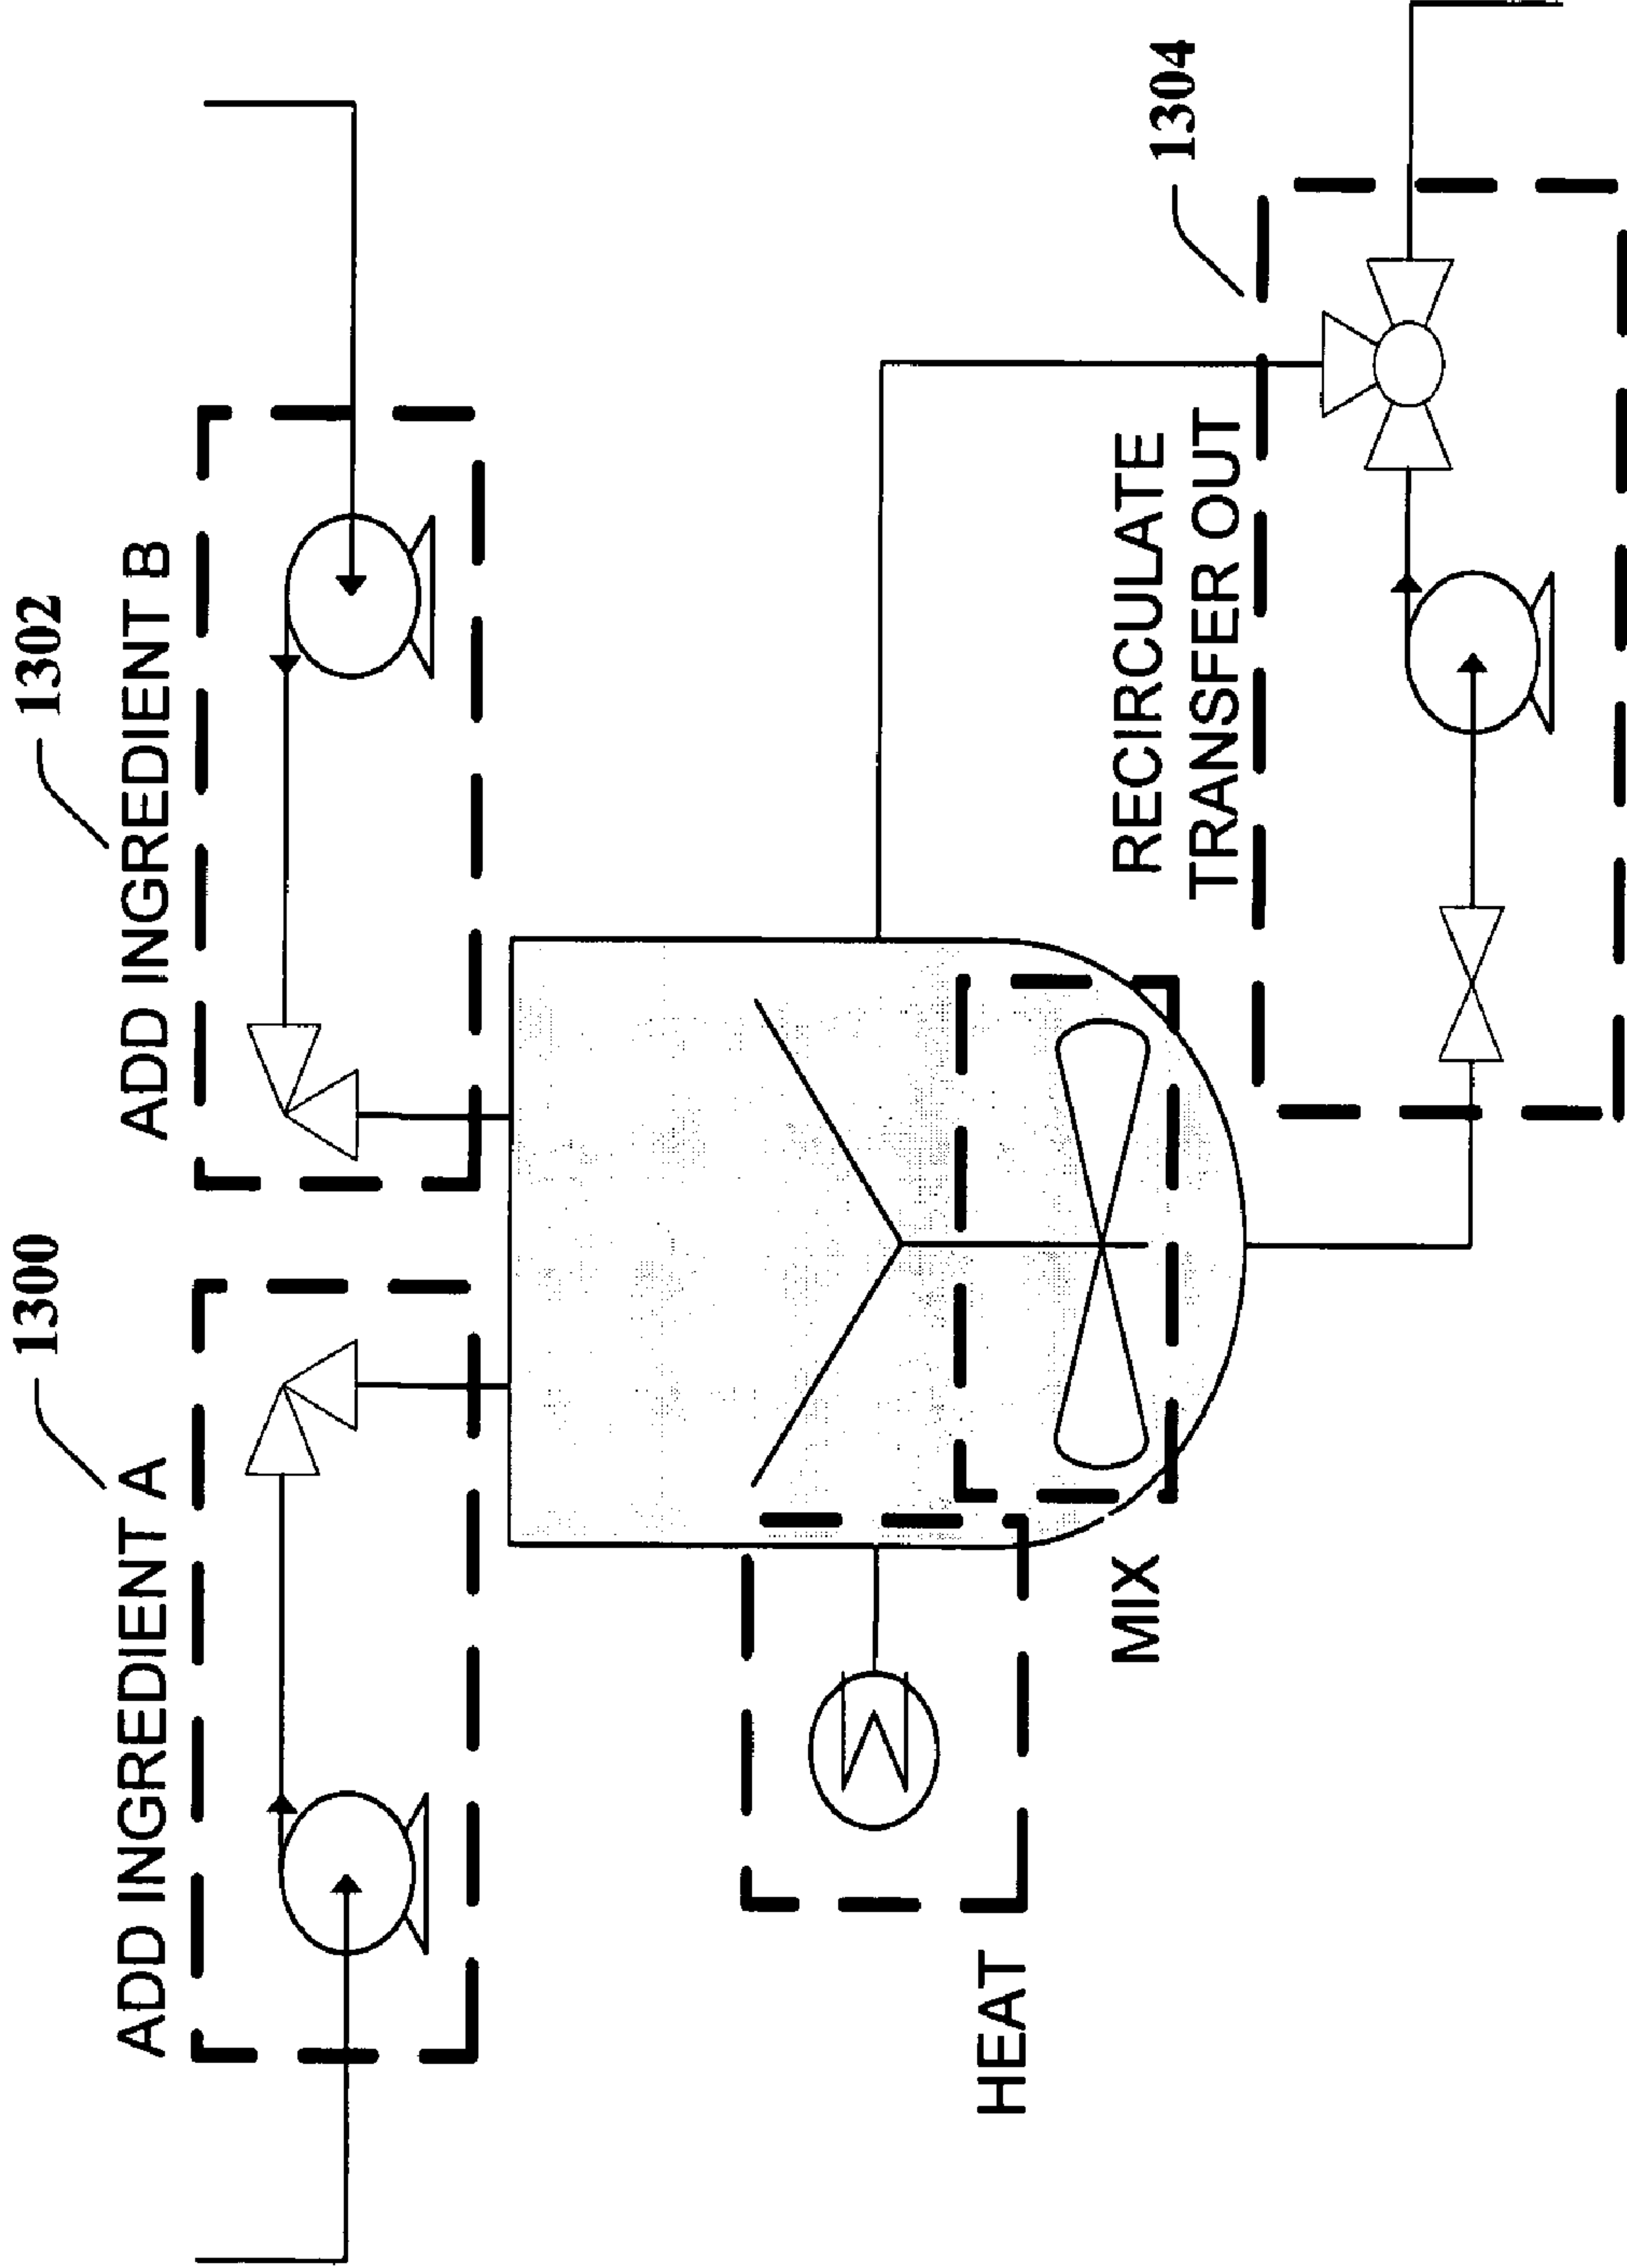 1300
ADD INGREDIENT A
1302
ADD INGREDIENT B
HEAT
MIX
RECIRCULATE
TRANSFER OUT
1304